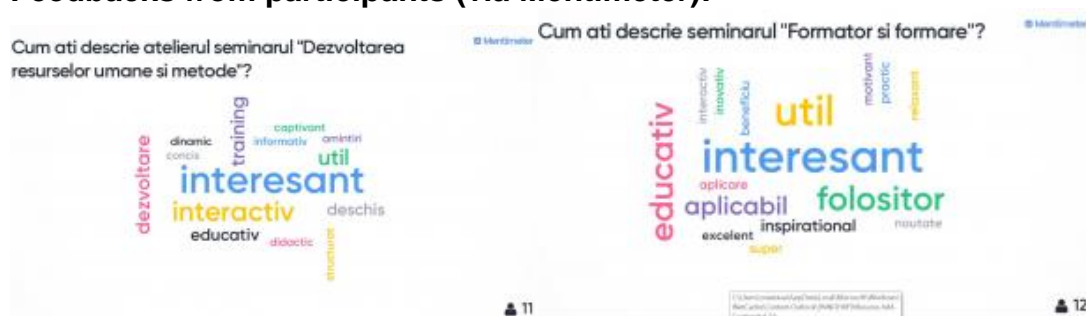 Feedbacks from participants (via Mentimeter):
Cum ati descrie atelierul seminarul "Dezvoltarea
resurselor umane si metode"?
Mentimeter
dezvoltare
dinamic
concis
training
captivant
informativ
amintiri
util
interesant
interactiv
deschis
educativ
didactic
structurat
11
Cum ati descrie seminarul "Formator si formare"?
Mentimeter
educativ
interactiv
inovativ
beneficiu
util
motivant
practic
relaxant
interesant
aplicare
aplicabil
folositor
excelent
inspirational
noutate
super
12